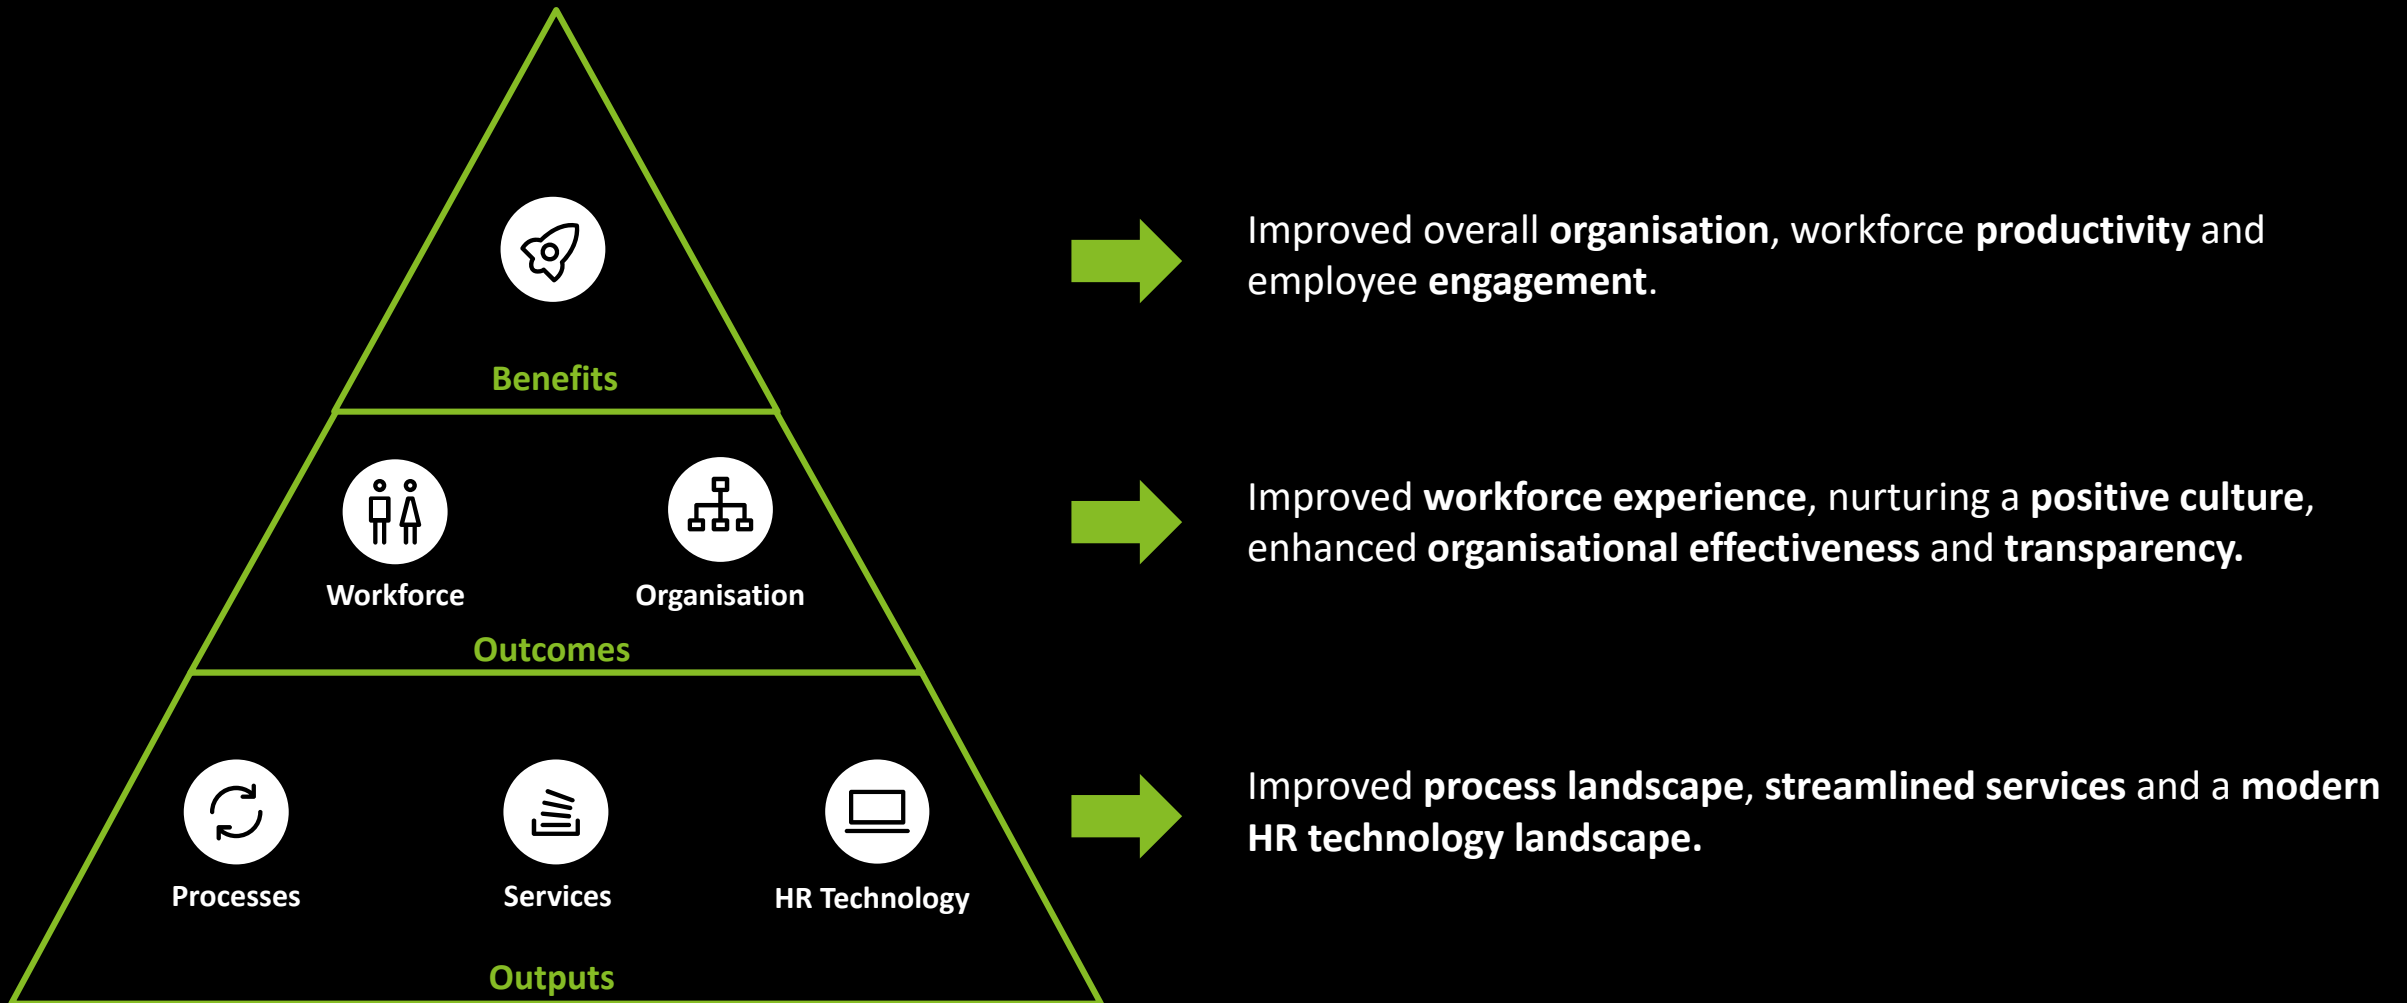 Improved overall organisation, workforce productivity and
employee engagement.
Benefits
Improved workforce experience, nurturing a positive culture,
enhanced organisational effectiveness and transparency.
Workforce
Organisation
Outcomes
Improved process landscape, streamlined services and a modern
HR technology landscape.
Processes
Services
HR Technology
Outputs